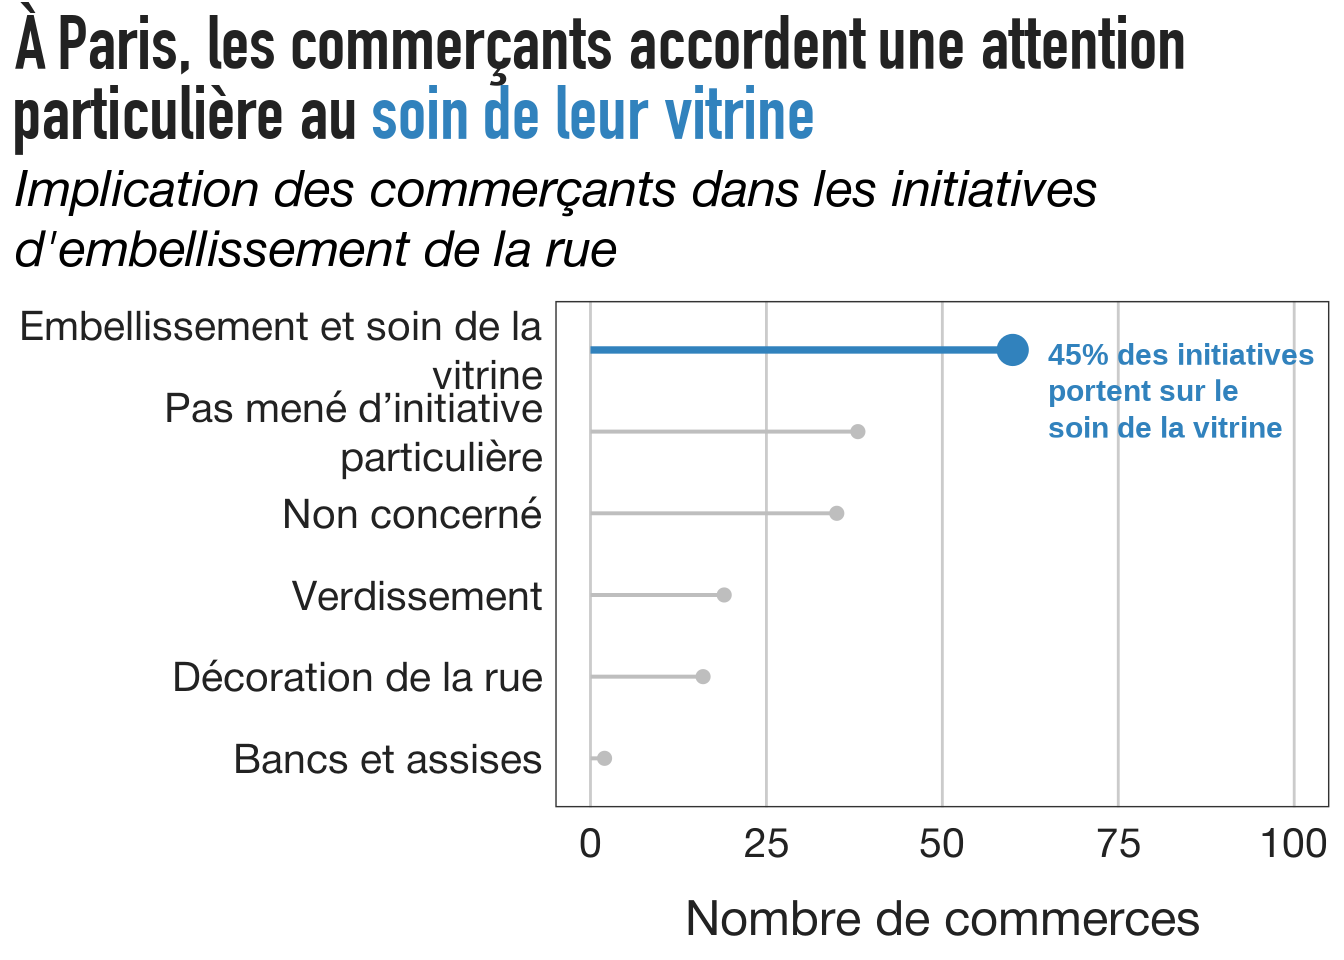 À Paris, les commerçants accordent une attention
particulière au soin de leur vitrine
Implication des commerçants dans les initiatives
d'embellissement de la rue
Embellissement et soin de la
vitrine
Pas mené d’initiative
particulière
Non concerné
Verdissement
Décoration de la rue
Bancs et assises
45% des initiatives
portent sur le
soin de la vitrine
0 25 50 75 100
Nombre de commerces